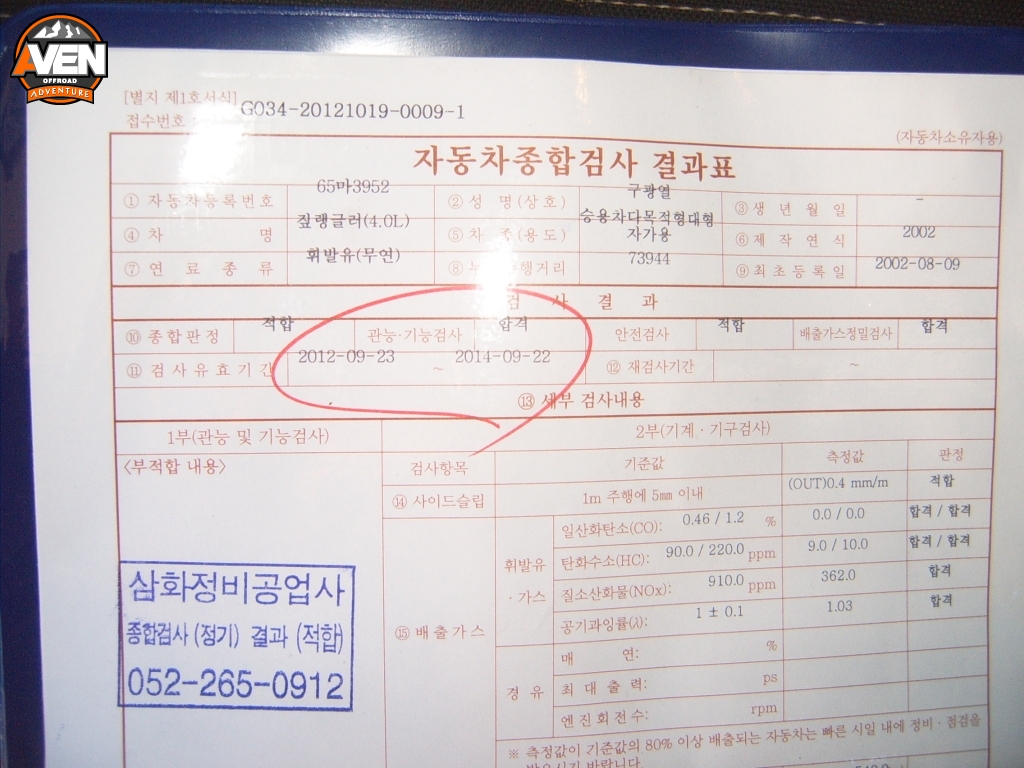 AVEN
OFFROAD
ADVENTURE
[별지 제1호서식]
접수번호 G034-20121019-0009-1
(자동차소유자용)
자동차종합검사 결과표
① 자동차등록번호 65마3952 ② 성 명(상호) 구광열 ③ 생년월일 -
④ 차 명 짚랭글러(4.0L) ⑤ 차 종(용도) 승용차다목적형대형 자가용 ⑥ 제작연식 2002
⑦ 연료종류 휘발유(무연) ⑧ 행거리 73944 ⑨ 최초등록일 2002-08-09
검 사 결 과
⑩ 종합판정 적합 관능·기능검사 합격 안전검사 적합 배출가스정밀검사 합격
⑪ 검사유효기간 2012-09-23 ~ 2014-09-22 ⑫ 재검사기간 ~
⑬ 세부 검사내용
1부(관능 및 기능검사) 2부(기계·기구검사)
<부적합 내용> 검사항목 기준값 측정값 판정
⑭ 사이드슬립 1m 주행에 5㎜ 이내 (OUT)0.4 mm/m 적합
⑮ 배출가스
휘발유·가스
일산화탄소(CO): 0.46 / 1.2 % 0.0 / 0.0 합격 / 합격
탄화수소(HC): 90.0 / 220.0 ppm 9.0 / 10.0 합격 / 합격
질소산화물(NOx): 910.0 ppm 362.0 합격
공기과잉률(λ): 1 ± 0.1 1.03 합격
경유
매 연: %
최대출력: ps
엔진회전수: rpm
※ 측정값이 기준값의 80% 이상 배출되는 자동차는 빠른 시일 내에 정비·점검을
받으시기 바랍니다.
삼화정비공업사
종합검사(정기) 결과 (적합)
052-265-0912